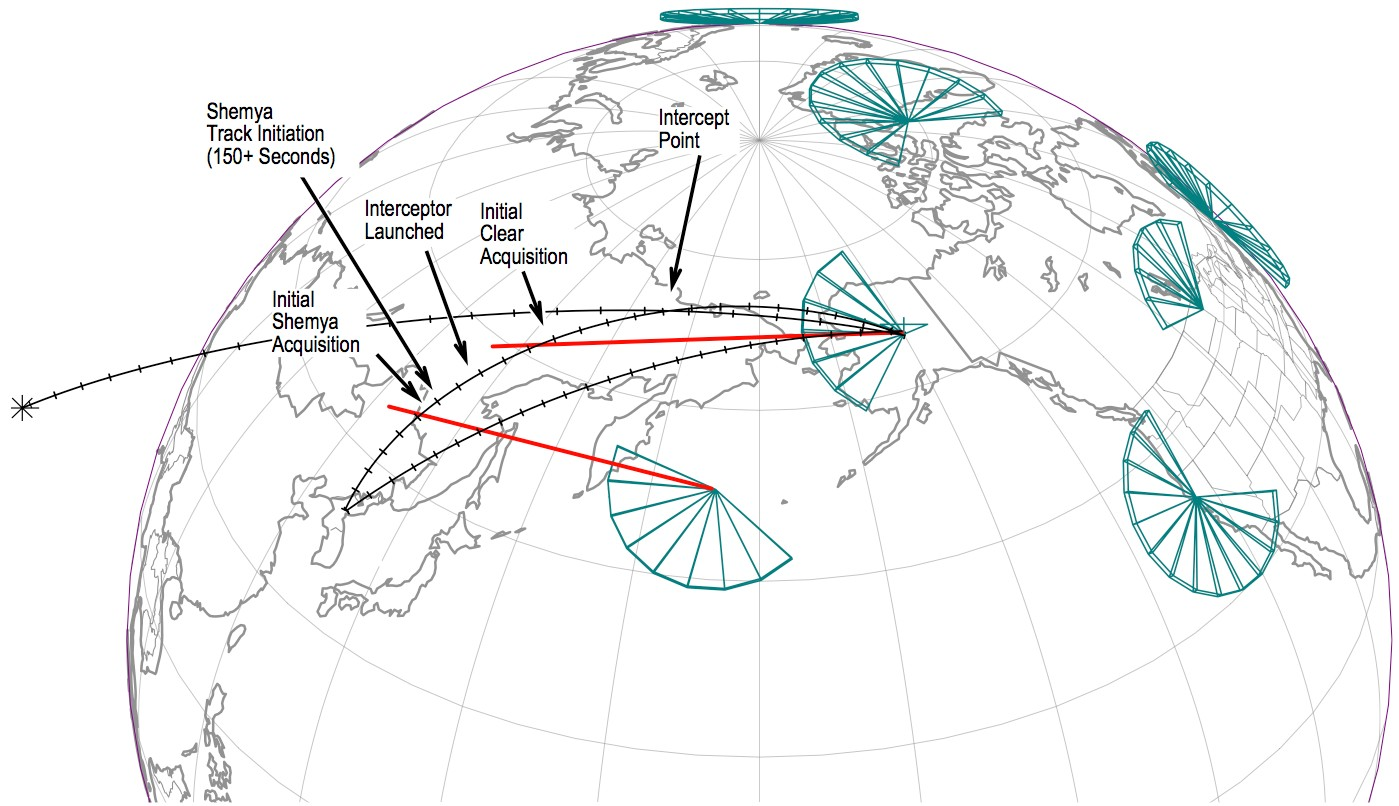 Shemya
Track Initiation
(150+ Seconds)
Intercept
Point
Interceptor
Launched
Initial
Clear
Acquisition
Initial
Shemya
Acquisition